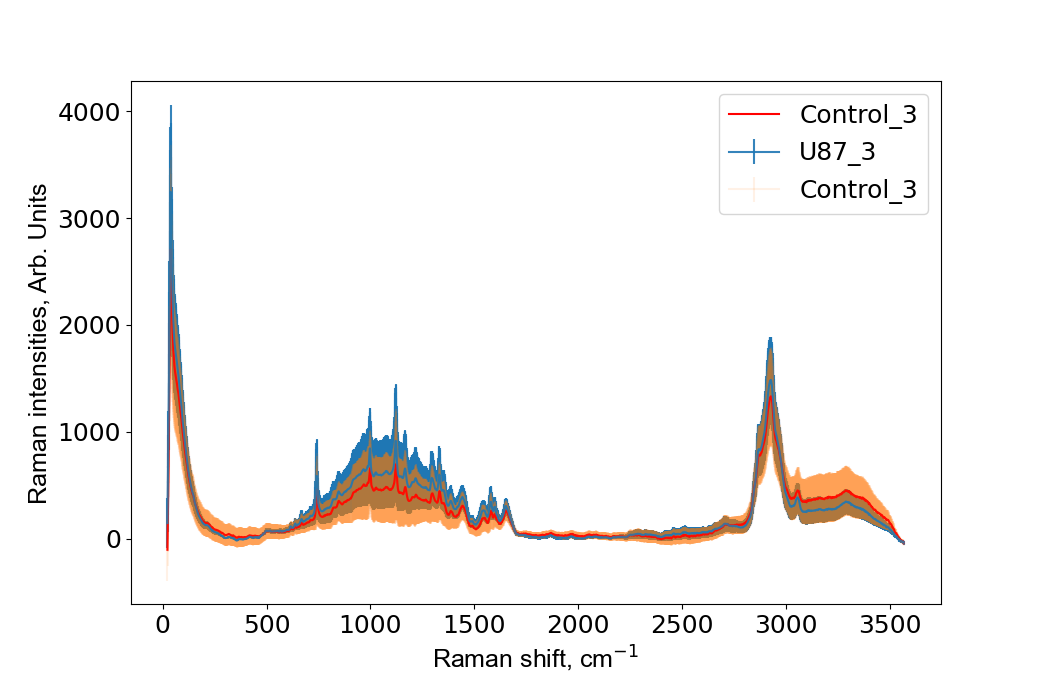 Control_3
U87_3
Control_3
4000
3000
2000
1000
0
Raman intensities, Arb. Units
0 500 1000 1500 2000 2500 3000 3500
Raman shift, cm⁻¹